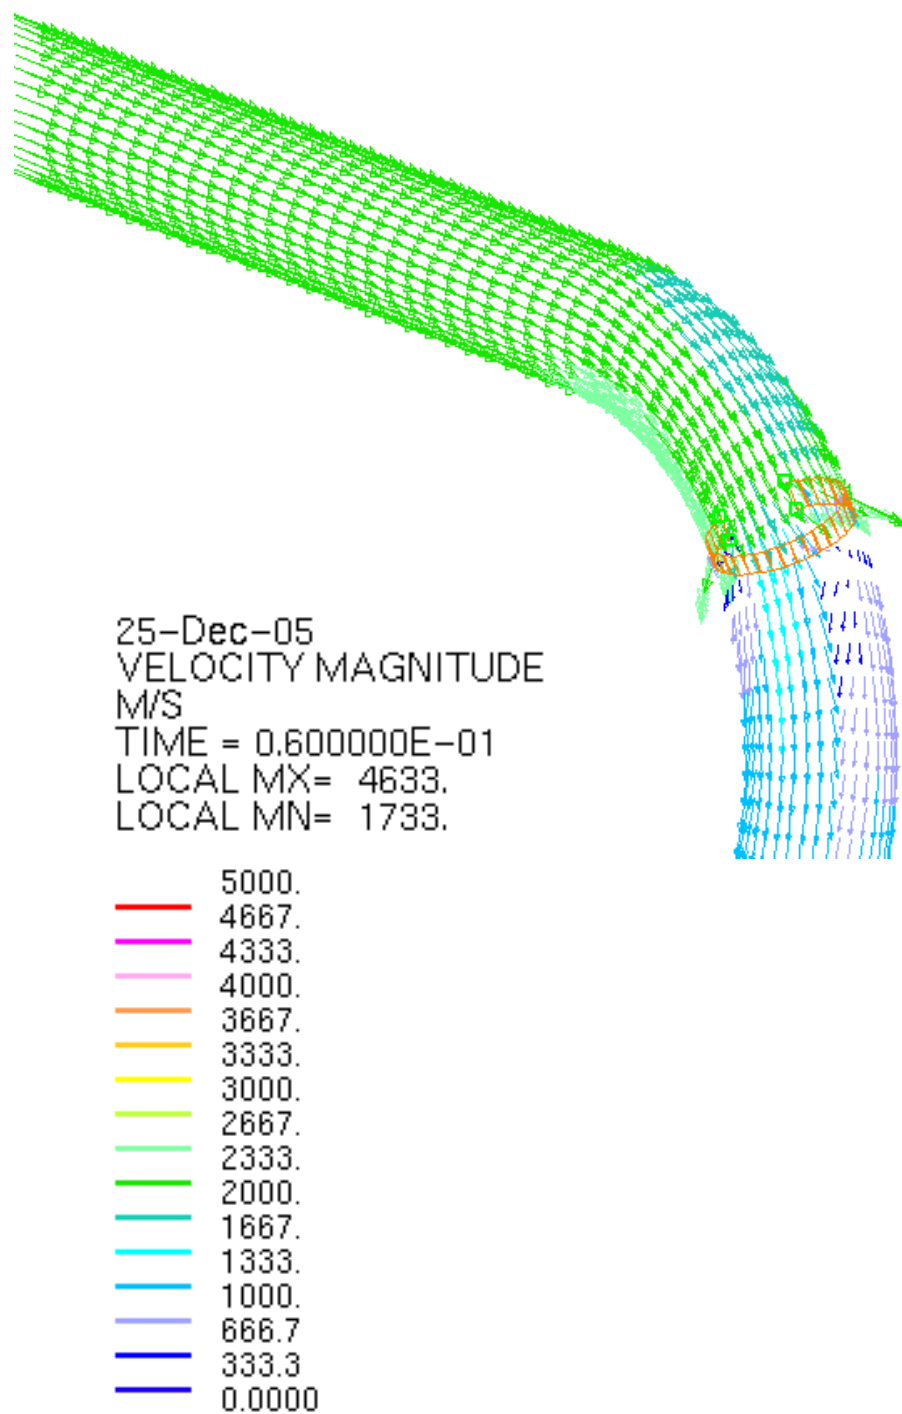 25-Dec-05
VELOCITY MAGNITUDE
M/S
TIME = 0.600000E-01
LOCAL MX= 4633.
LOCAL MN= 1733.
5000.
4667.
4333.
4000.
3667.
3333.
3000.
2667.
2333.
2000.
1667.
1333.
1000.
666.7
333.3
0.0000